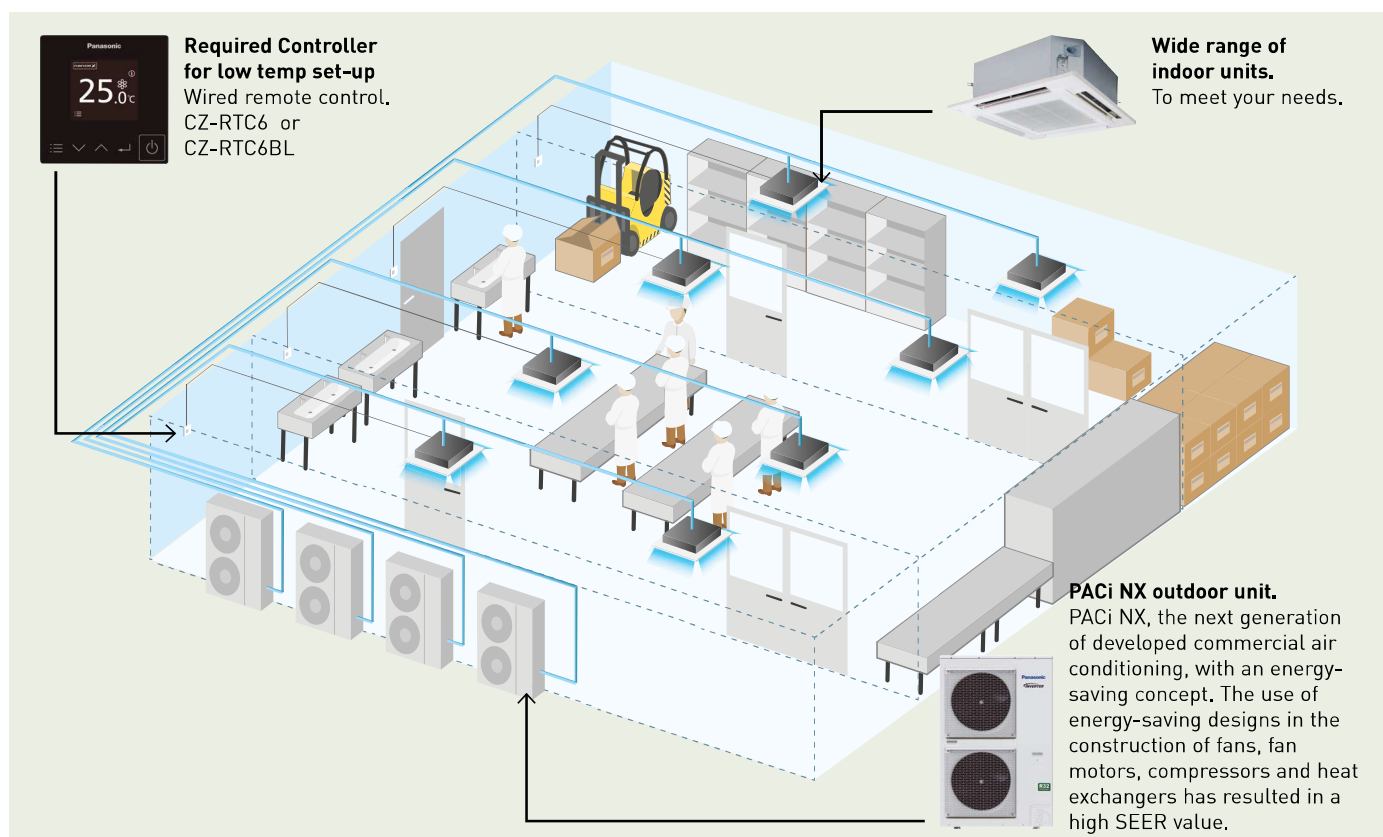 Panasonic
25.0°C
Required Controller
for low temp set-up
Wired remote control.
CZ-RTC6 or
CZ-RTC6BL
Wide range of
indoor units.
To meet your needs.
PACi NX outdoor unit.
PACi NX, the next generation
of developed commercial air
conditioning, with an energy-
saving concept. The use of
energy-saving designs in the
construction of fans, fan
motors, compressors and heat
exchangers has resulted in a
high SEER value.
Panasonic
INVERTER
R32